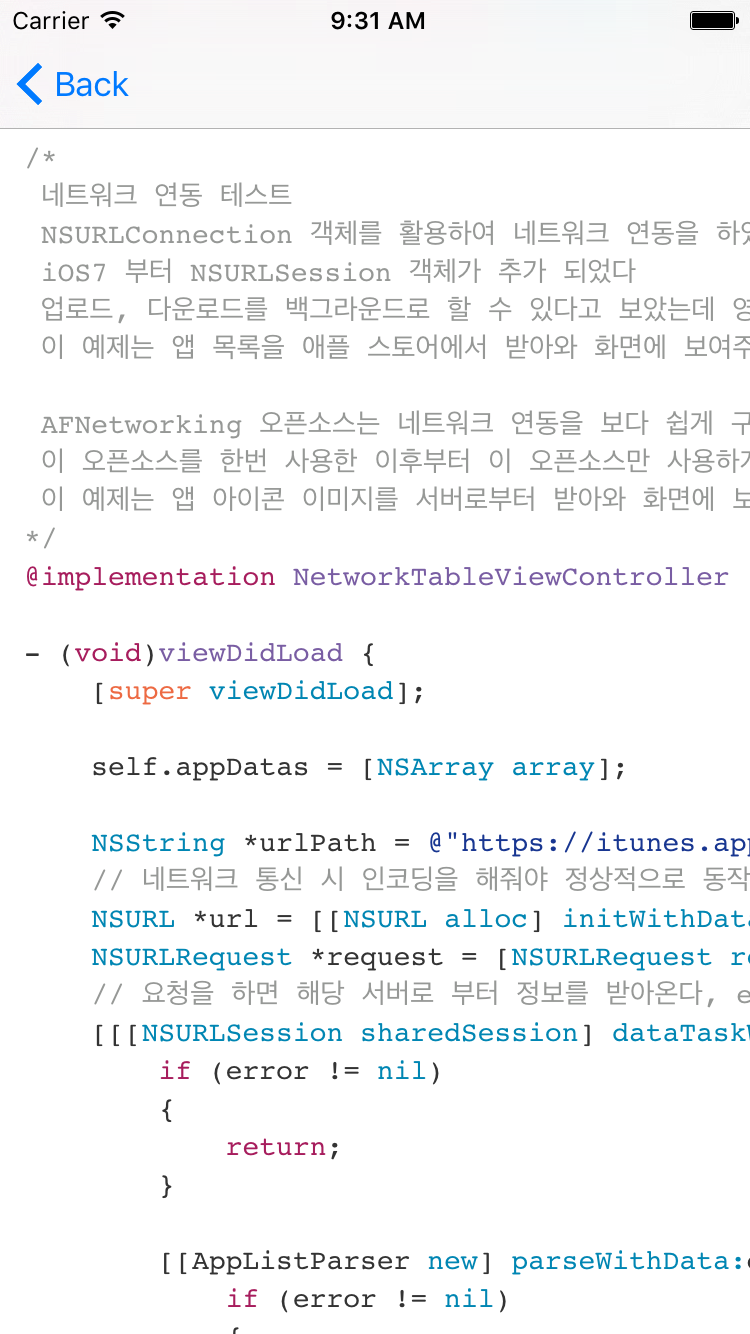 Carrier 9:31 AM
Back
/*
네트워크 연동 테스트
NSURLConnection 객체를 활용하여 네트워크 연동을
iOS7 부터 NSURLSession 객체가 추가 되었다
업로드, 다운로드를 백그라운드로 할 수 있다고 보았는데
이 예제는 앱 목록을 애플 스토어에서 받아와 화면에 보여주
AFNetworking 오픈소스는 네트워크 연동을 보다 쉽게 구
이 오픈소스를 한번 사용한 이후부터 이 오픈소스만
이 예제는 앱 아이콘 이미지를 서버로부터 받아와 화면에
*/
@implementation NetworkTableViewController
- (void)viewDidLoad {
[super viewDidLoad];
self.appDatas = [NSArray array];
NSString *urlPath = @"https://itunes.app
// 네트워크 통신 시 인코딩을 해줘야 정상적으로 동작
NSURL *url = [[NSURL alloc] initWithData
NSURLRequest *request = [NSURLRequest re
// 요청을 하면 해당 서버로 부터 정보를 받아온다, e
[[[NSURLSession sharedSession] dataTaskW
if (error != nil)
{
return;
}
[[AppListParser new] parseWithData:
if (error != nil)
{